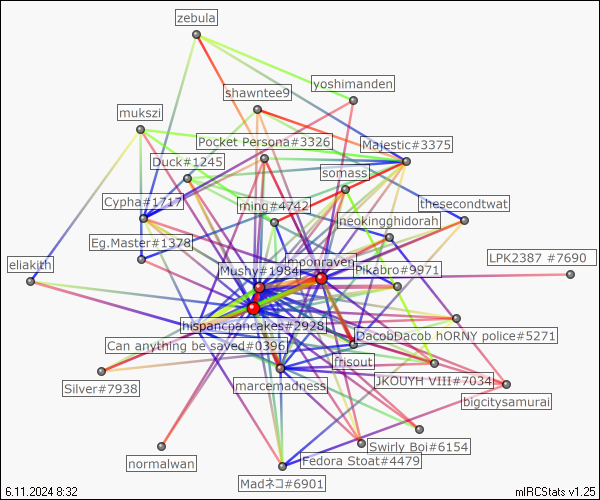 zebula
yoshimanden
shawntee9
mukszi
Pocket Persona#3326
Majestic#3375
Duck#1245
somass
Cypha#1717
ming#4742
thesecondtwat
neokingghidorah
Eg.Master#1378
LPK2387 #7690
eliakith
moonraven
Mushy#1984
Pikabro#9971
hispancpancakes#2928
DacobDacob hORNY police#5271
Can anything be saved#0396
frisout
Silver#7938
marcemadness
JKOUYH VIII#7034
bigcitysamurai
Swirly Boi#6154
normalwan
Fedora Stoat#4479
Madネコ#6901
6.11.2024 8:32
mIRCStats v1.25